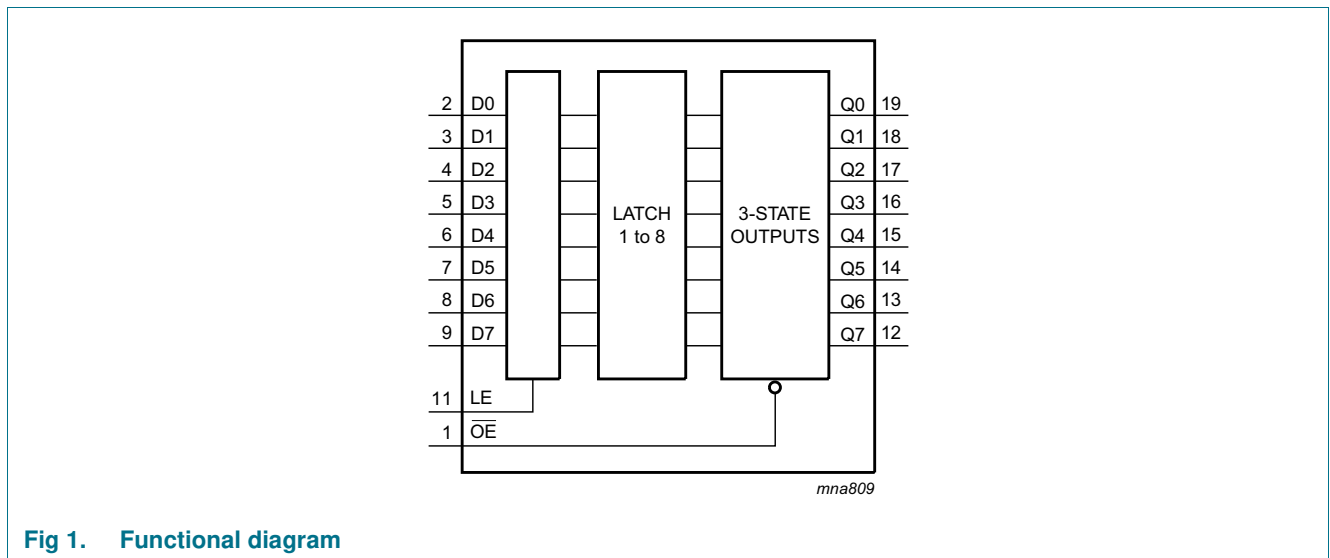 2 D0 Q0 19
3 D1 Q1 18
4 D2 Q2 17
5 D3 Q3 16
6 D4 LATCH 3-STATE Q4 15
1 to 8 OUTPUTS
7 D5 Q5 14
8 D6 Q6 13
9 D7 Q7 12
11 LE
1 O̅E̅
mna809
Fig 1. Functional diagram